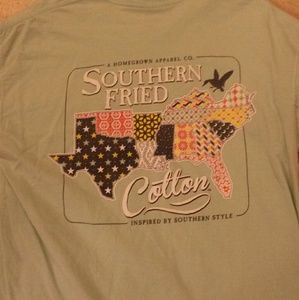 A HOMEGROWN APPAREL CO.
SOUTHERN
FRIED
Cotton
INSPIRED BY SOUTHERN STYLE